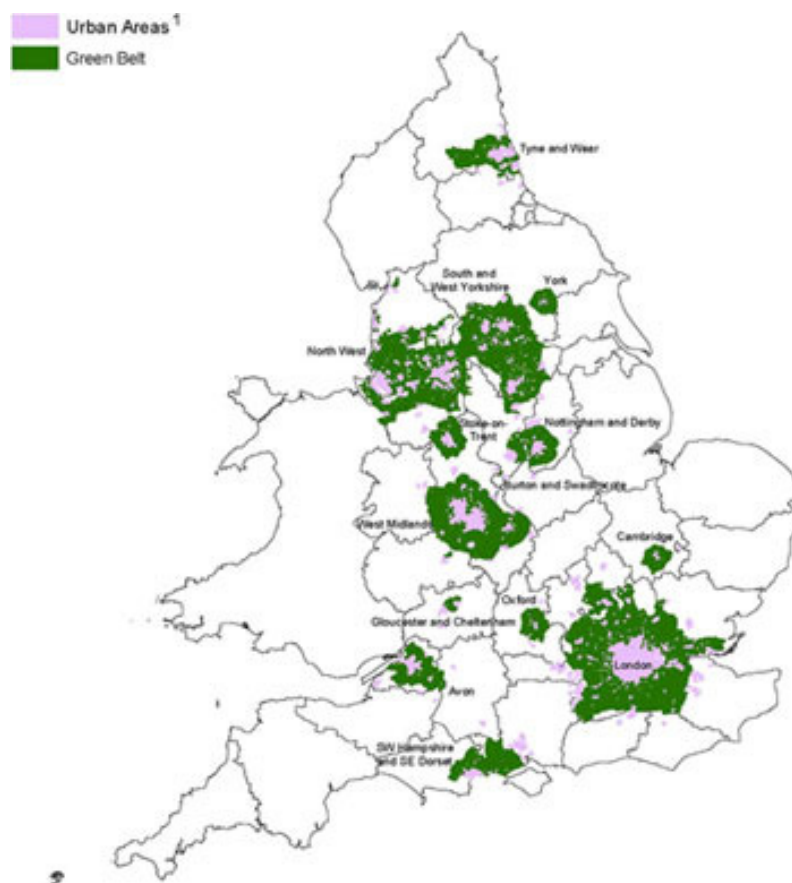 Urban Areas 1
Green Belt
Tyne and Wear
South and
West Yorkshire
York
North West
Stoke-on-
Trent
Nottingham and Derby
Burton and Swadlincote
West Midlands
Cambridge
Oxford
Gloucester and Cheltenham
London
Avon
SW Hampshire
and SE Dorset